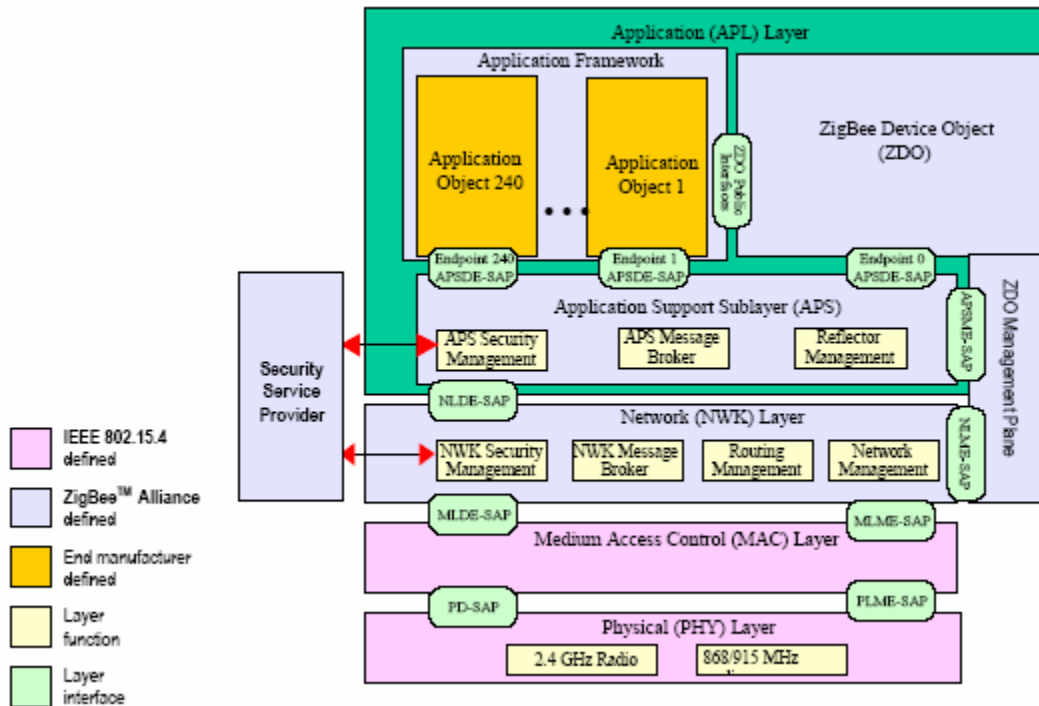 Application (APL) Layer
Application Framework
Application
Object 240
• • •
Application
Object 1
ZDO Public
Interfaces
ZigBee Device Object
(ZDO)
Endpoint 240
APSDE-SAP
Endpoint 1
APSDE-SAP
Endpoint 0
APSDE-SAP
Application Support Sublayer (APS)
APS Security
Management
APS Message
Broker
Reflector
Management
APSME-SAP
ZDO Management Plane
Security
Service
Provider
NLDE-SAP
Network (NWK) Layer
NWK Security
Management
NWK Message
Broker
Routing
Management
Network
Management
NLME-SAP
MLDE-SAP
MLME-SAP
Medium Access Control (MAC) Layer
PD-SAP
PLME-SAP
Physical (PHY) Layer
2.4 GHz Radio
868/915 MHz
IEEE 802.15.4
defined
ZigBee™ Alliance
defined
End manufacturer
defined
Layer
function
Layer
interface